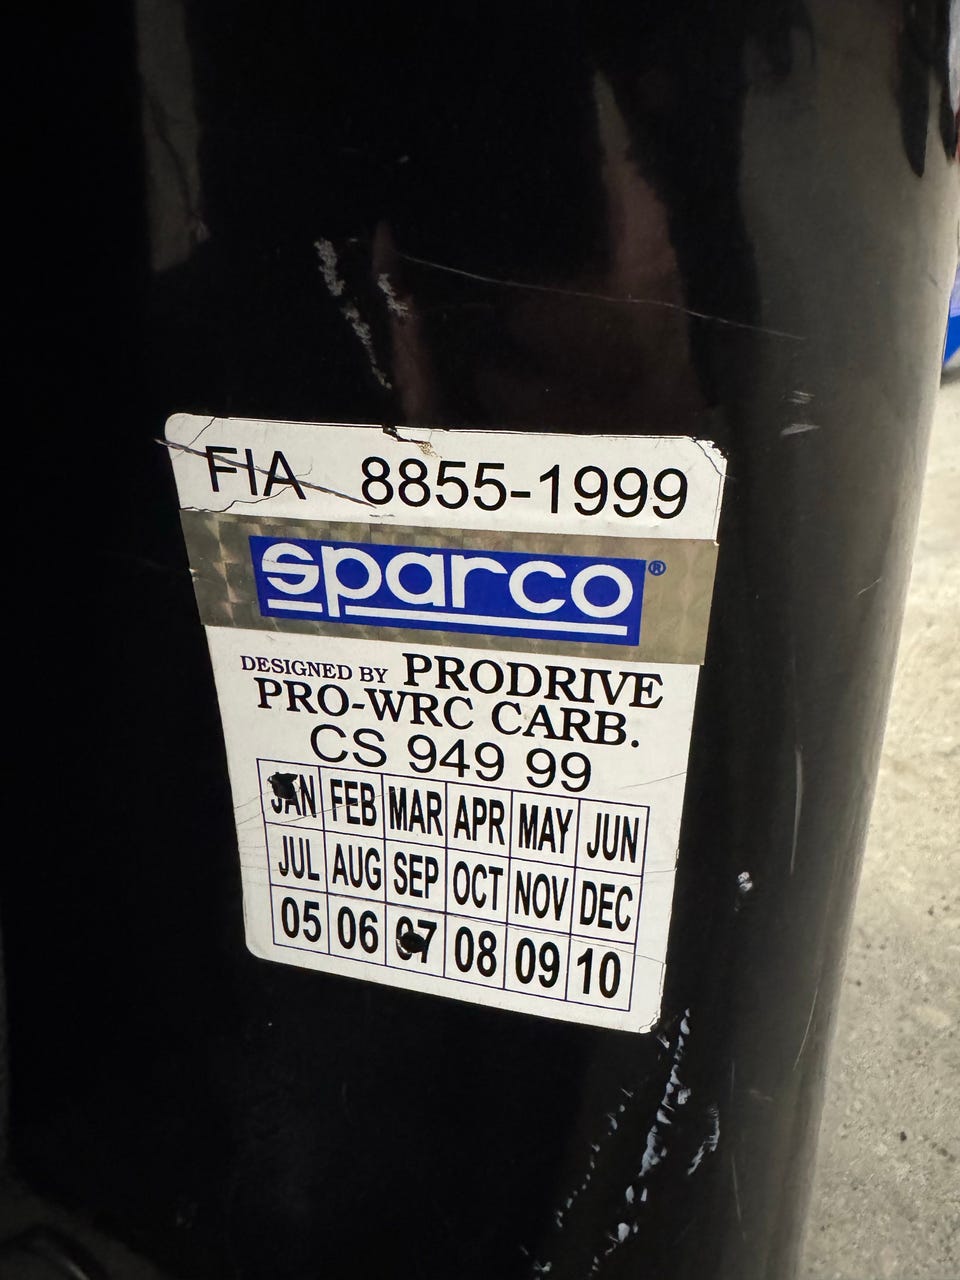 FIA 8855-1999
sparco®
DESIGNED BY PRODRIVE
PRO-WRC CARB.
CS 949 99
JAN FEB MAR APR MAY JUN
JUL AUG SEP OCT NOV DEC
05 06 07 08 09 10